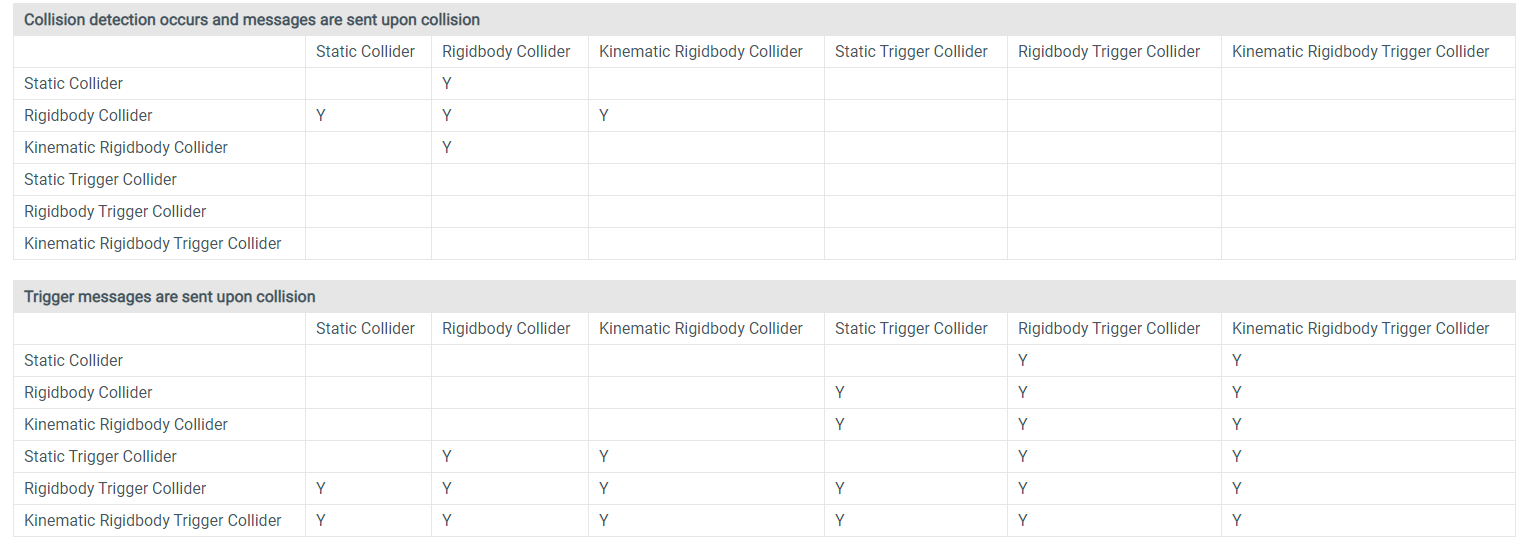 Collision detection occurs and messages are sent upon collision
Static Collider Rigidbody Collider Kinematic Rigidbody Collider Static Trigger Collider Rigidbody Trigger Collider Kinematic Rigidbody Trigger Collider
Static Collider Y
Rigidbody Collider Y Y Y
Kinematic Rigidbody Collider Y
Static Trigger Collider
Rigidbody Trigger Collider
Kinematic Rigidbody Trigger Collider
Trigger messages are sent upon collision
Static Collider Rigidbody Collider Kinematic Rigidbody Collider Static Trigger Collider Rigidbody Trigger Collider Kinematic Rigidbody Trigger Collider
Static Collider Y Y
Rigidbody Collider Y Y Y
Kinematic Rigidbody Collider Y Y Y
Static Trigger Collider Y Y Y Y
Rigidbody Trigger Collider Y Y Y Y Y Y
Kinematic Rigidbody Trigger Collider Y Y Y Y Y Y